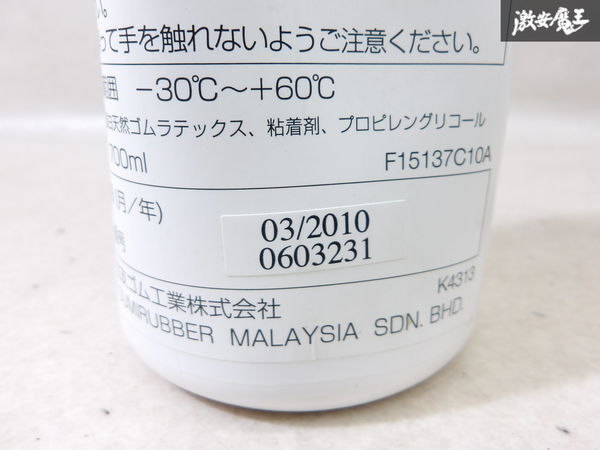 激安魔王
い。
って手を触れないようご注意ください。
範囲 -30℃～+60℃
天然ゴムラテックス、粘着剤、プロピレングリコール
700ml F15137C10A
(月/年)
03/2010
0603231
ゴム工業株式会社 K4313
UMIRUBBER MALAYSIA SDN. BHD.